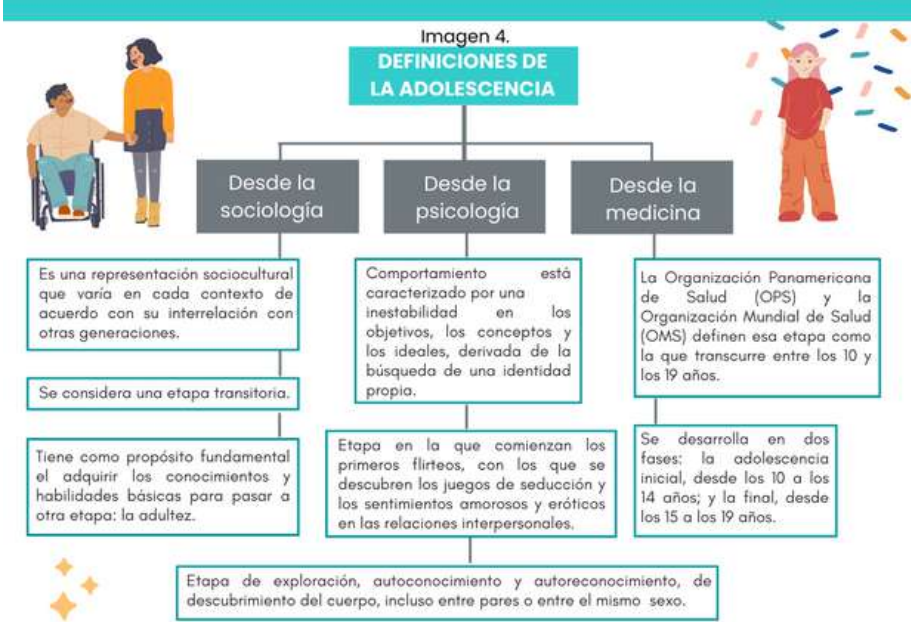 Imagen 4.
DEFINICIONES DE
LA ADOLESCENCIA
Desde la
sociología
Es una representación sociocultural
que varía en cada contexto de
acuerdo con su interrelación con
otras generaciones.
Se considera una etapa transitoria.
Tiene como propósito fundamental
el adquirir los conocimientos y
habilidades básicas para pasar a
otra etapa: la adultez.
Desde la
psicología
Comportamiento está
caracterizado por una
inestabilidad en los
objetivos, los conceptos y
los ideales, derivada de la
búsqueda de una identidad
propia.
Etapa en la que comienzan los
primeros flirteos, con los que se
descubren los juegos de seducción y
los sentimientos amorosos y eróticos
en las relaciones interpersonales.
Etapa de exploración, autoconocimiento y autoreconocimiento, de
descubrimiento del cuerpo, incluso entre pares o entre el mismo sexo.
Desde la
medicina
La Organización Panamericana
de Salud (OPS) y la
Organización Mundial de Salud
(OMS) definen esa etapa como
la que transcurre entre los 10 y
los 19 años.
Se desarrolla en dos
fases: la adolescencia
inicial, desde los 10 a los
14 años; y la final, desde
los 15 a los 19 años.